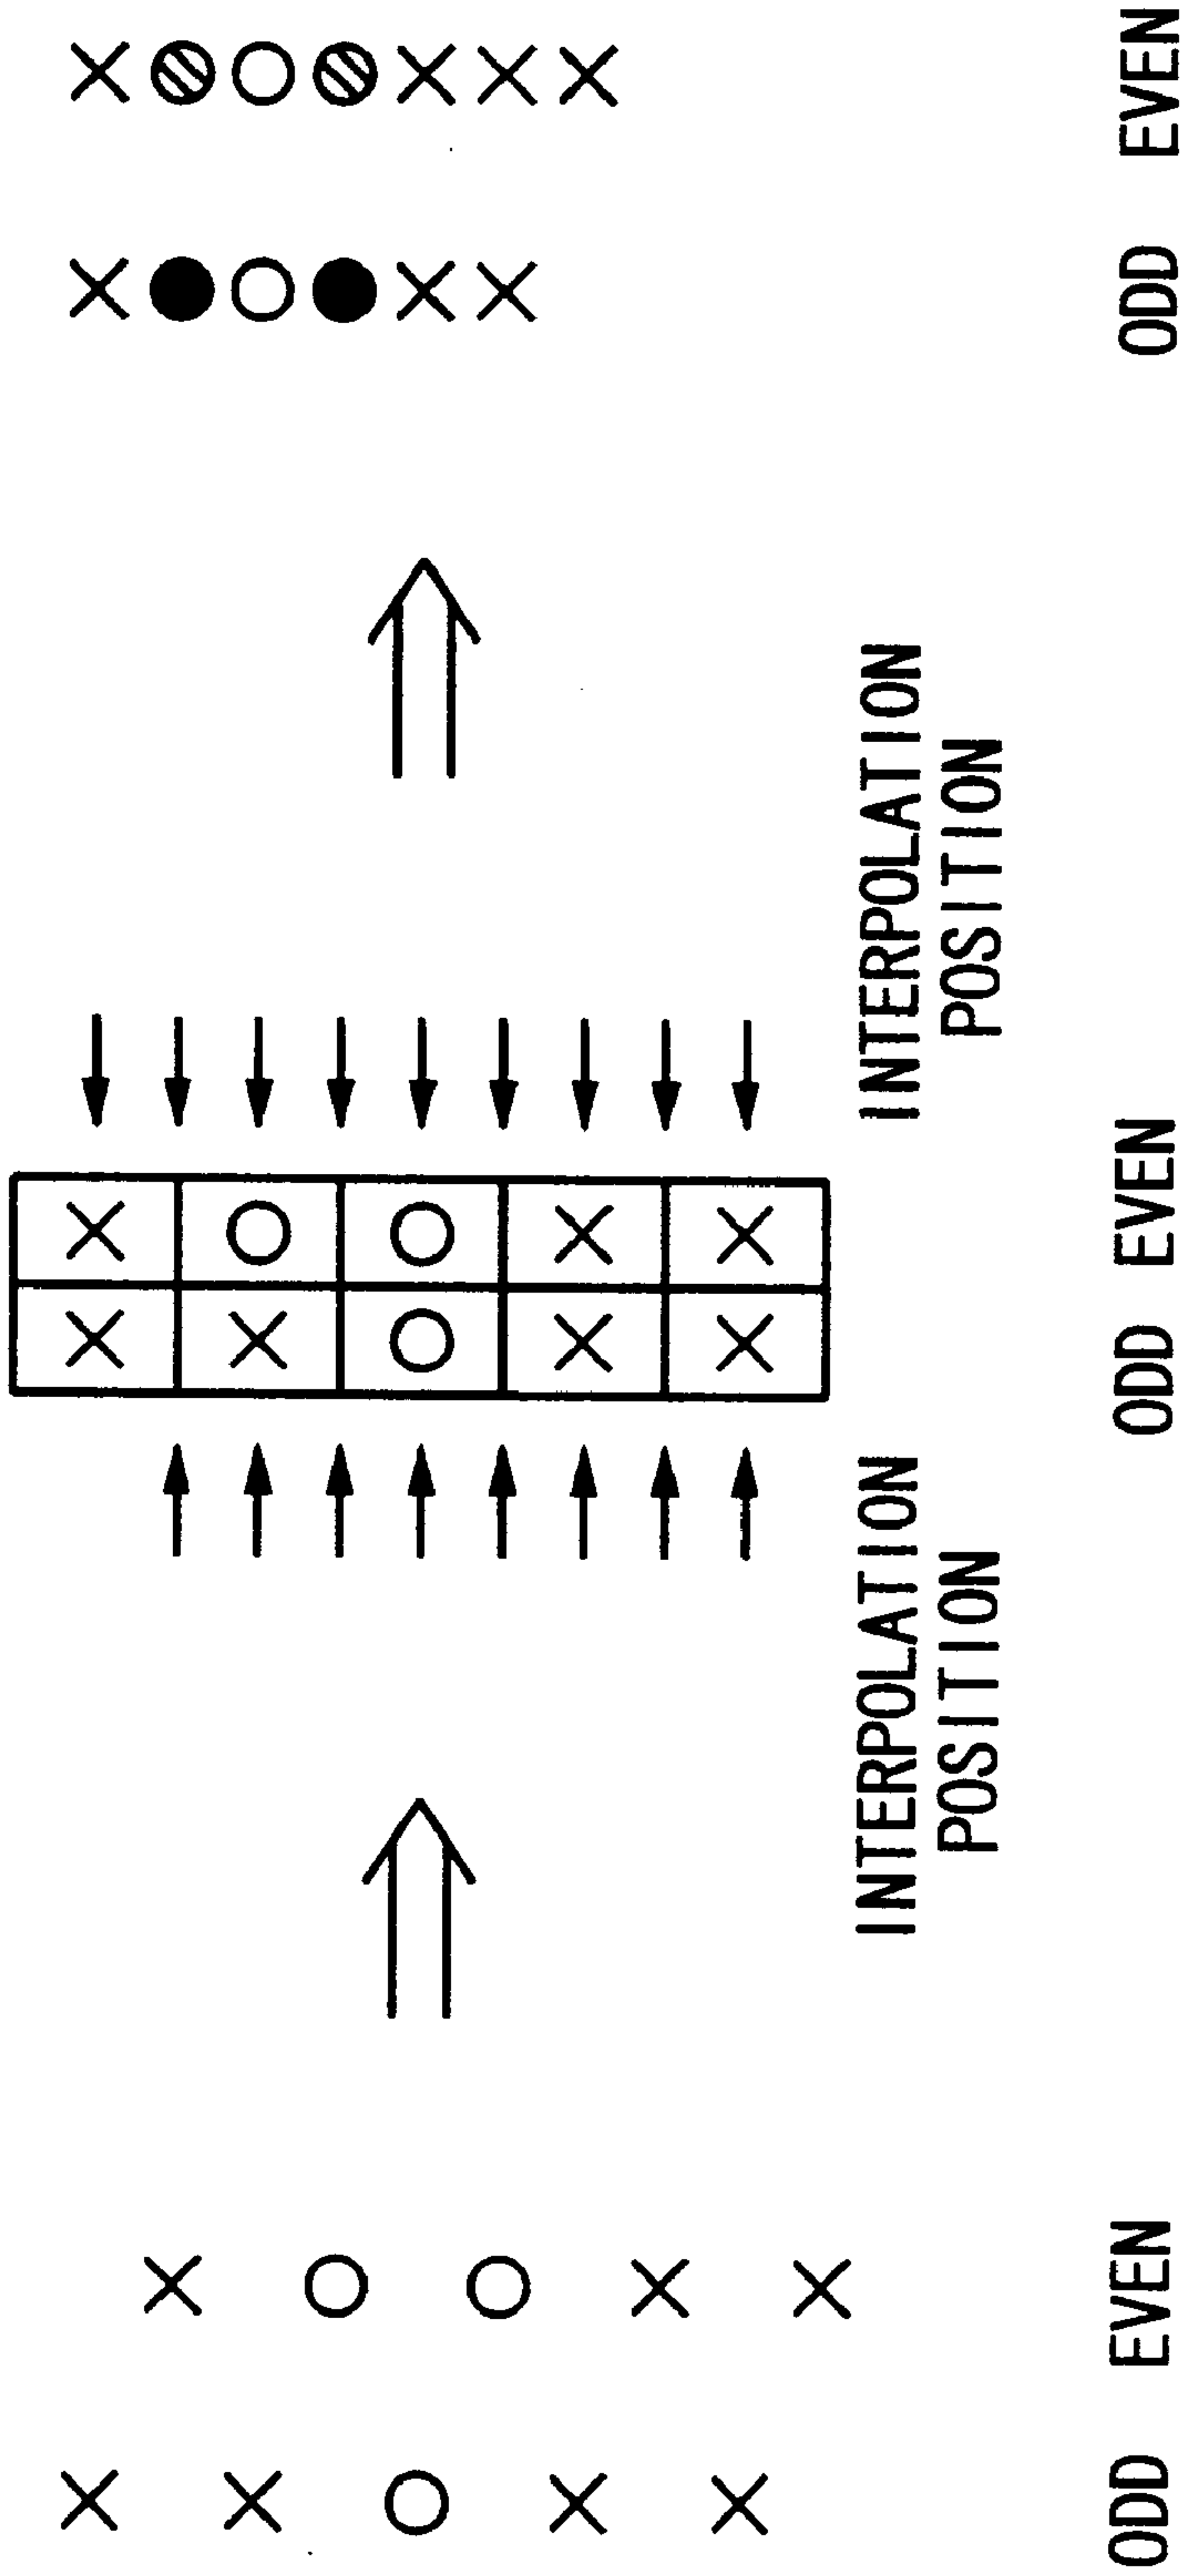 ODD EVEN
INTERPOLATION
POSITION
ODD EVEN
INTERPOLATION
POSITION
ODD EVEN